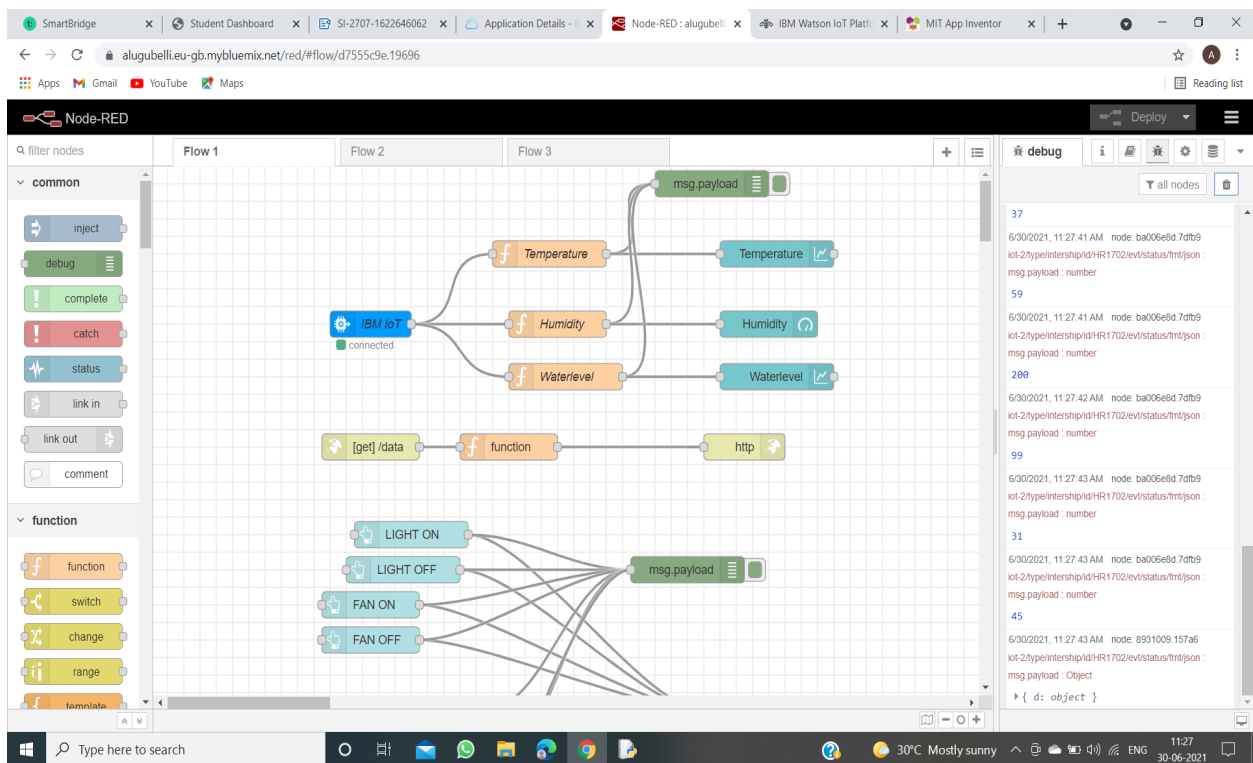 SmartBridge
Student Dashboard
SI-2707-1622646062
Application Details - I
Node-RED : alugubelli
IBM Watson IoT Platfo
MIT App Inventor
alugubelli.eu-gb.mybluemix.net/red/#flow/d7555c9e.19696
A
Apps
Gmail
YouTube
Maps
Reading list
Node-RED
Deploy
filter nodes
Flow 1
Flow 2
Flow 3
debug
i
all nodes
common
inject
debug
complete
catch
status
link in
link out
comment
function
function
switch
change
range
template
msg.payload
Temperature
Temperature
IBM IoT
connected
Humidity
Humidity
Waterlevel
Waterlevel
[get] /data
function
http
LIGHT ON
LIGHT OFF
FAN ON
FAN OFF
msg.payload
37
6/30/2021, 11:27:41 AM node: ba006e8d.7dfb9
iot-2/type/intership/id/HR1702/evt/status/fmt/json :
msg.payload : number
59
6/30/2021, 11:27:41 AM node: ba006e8d.7dfb9
iot-2/type/intership/id/HR1702/evt/status/fmt/json :
msg.payload : number
200
6/30/2021, 11:27:42 AM node: ba006e8d.7dfb9
iot-2/type/intership/id/HR1702/evt/status/fmt/json :
msg.payload : number
99
6/30/2021, 11:27:43 AM node: ba006e8d.7dfb9
iot-2/type/intership/id/HR1702/evt/status/fmt/json :
msg.payload : number
31
6/30/2021, 11:27:43 AM node: ba006e8d.7dfb9
iot-2/type/intership/id/HR1702/evt/status/fmt/json :
msg.payload : number
45
6/30/2021, 11:27:43 AM node: 8931009.157a6
iot-2/type/intership/id/HR1702/evt/status/fmt/json :
msg.payload : Object
{ d: object }
Type here to search
30°C Mostly sunny
ENG
11:27
30-06-2021